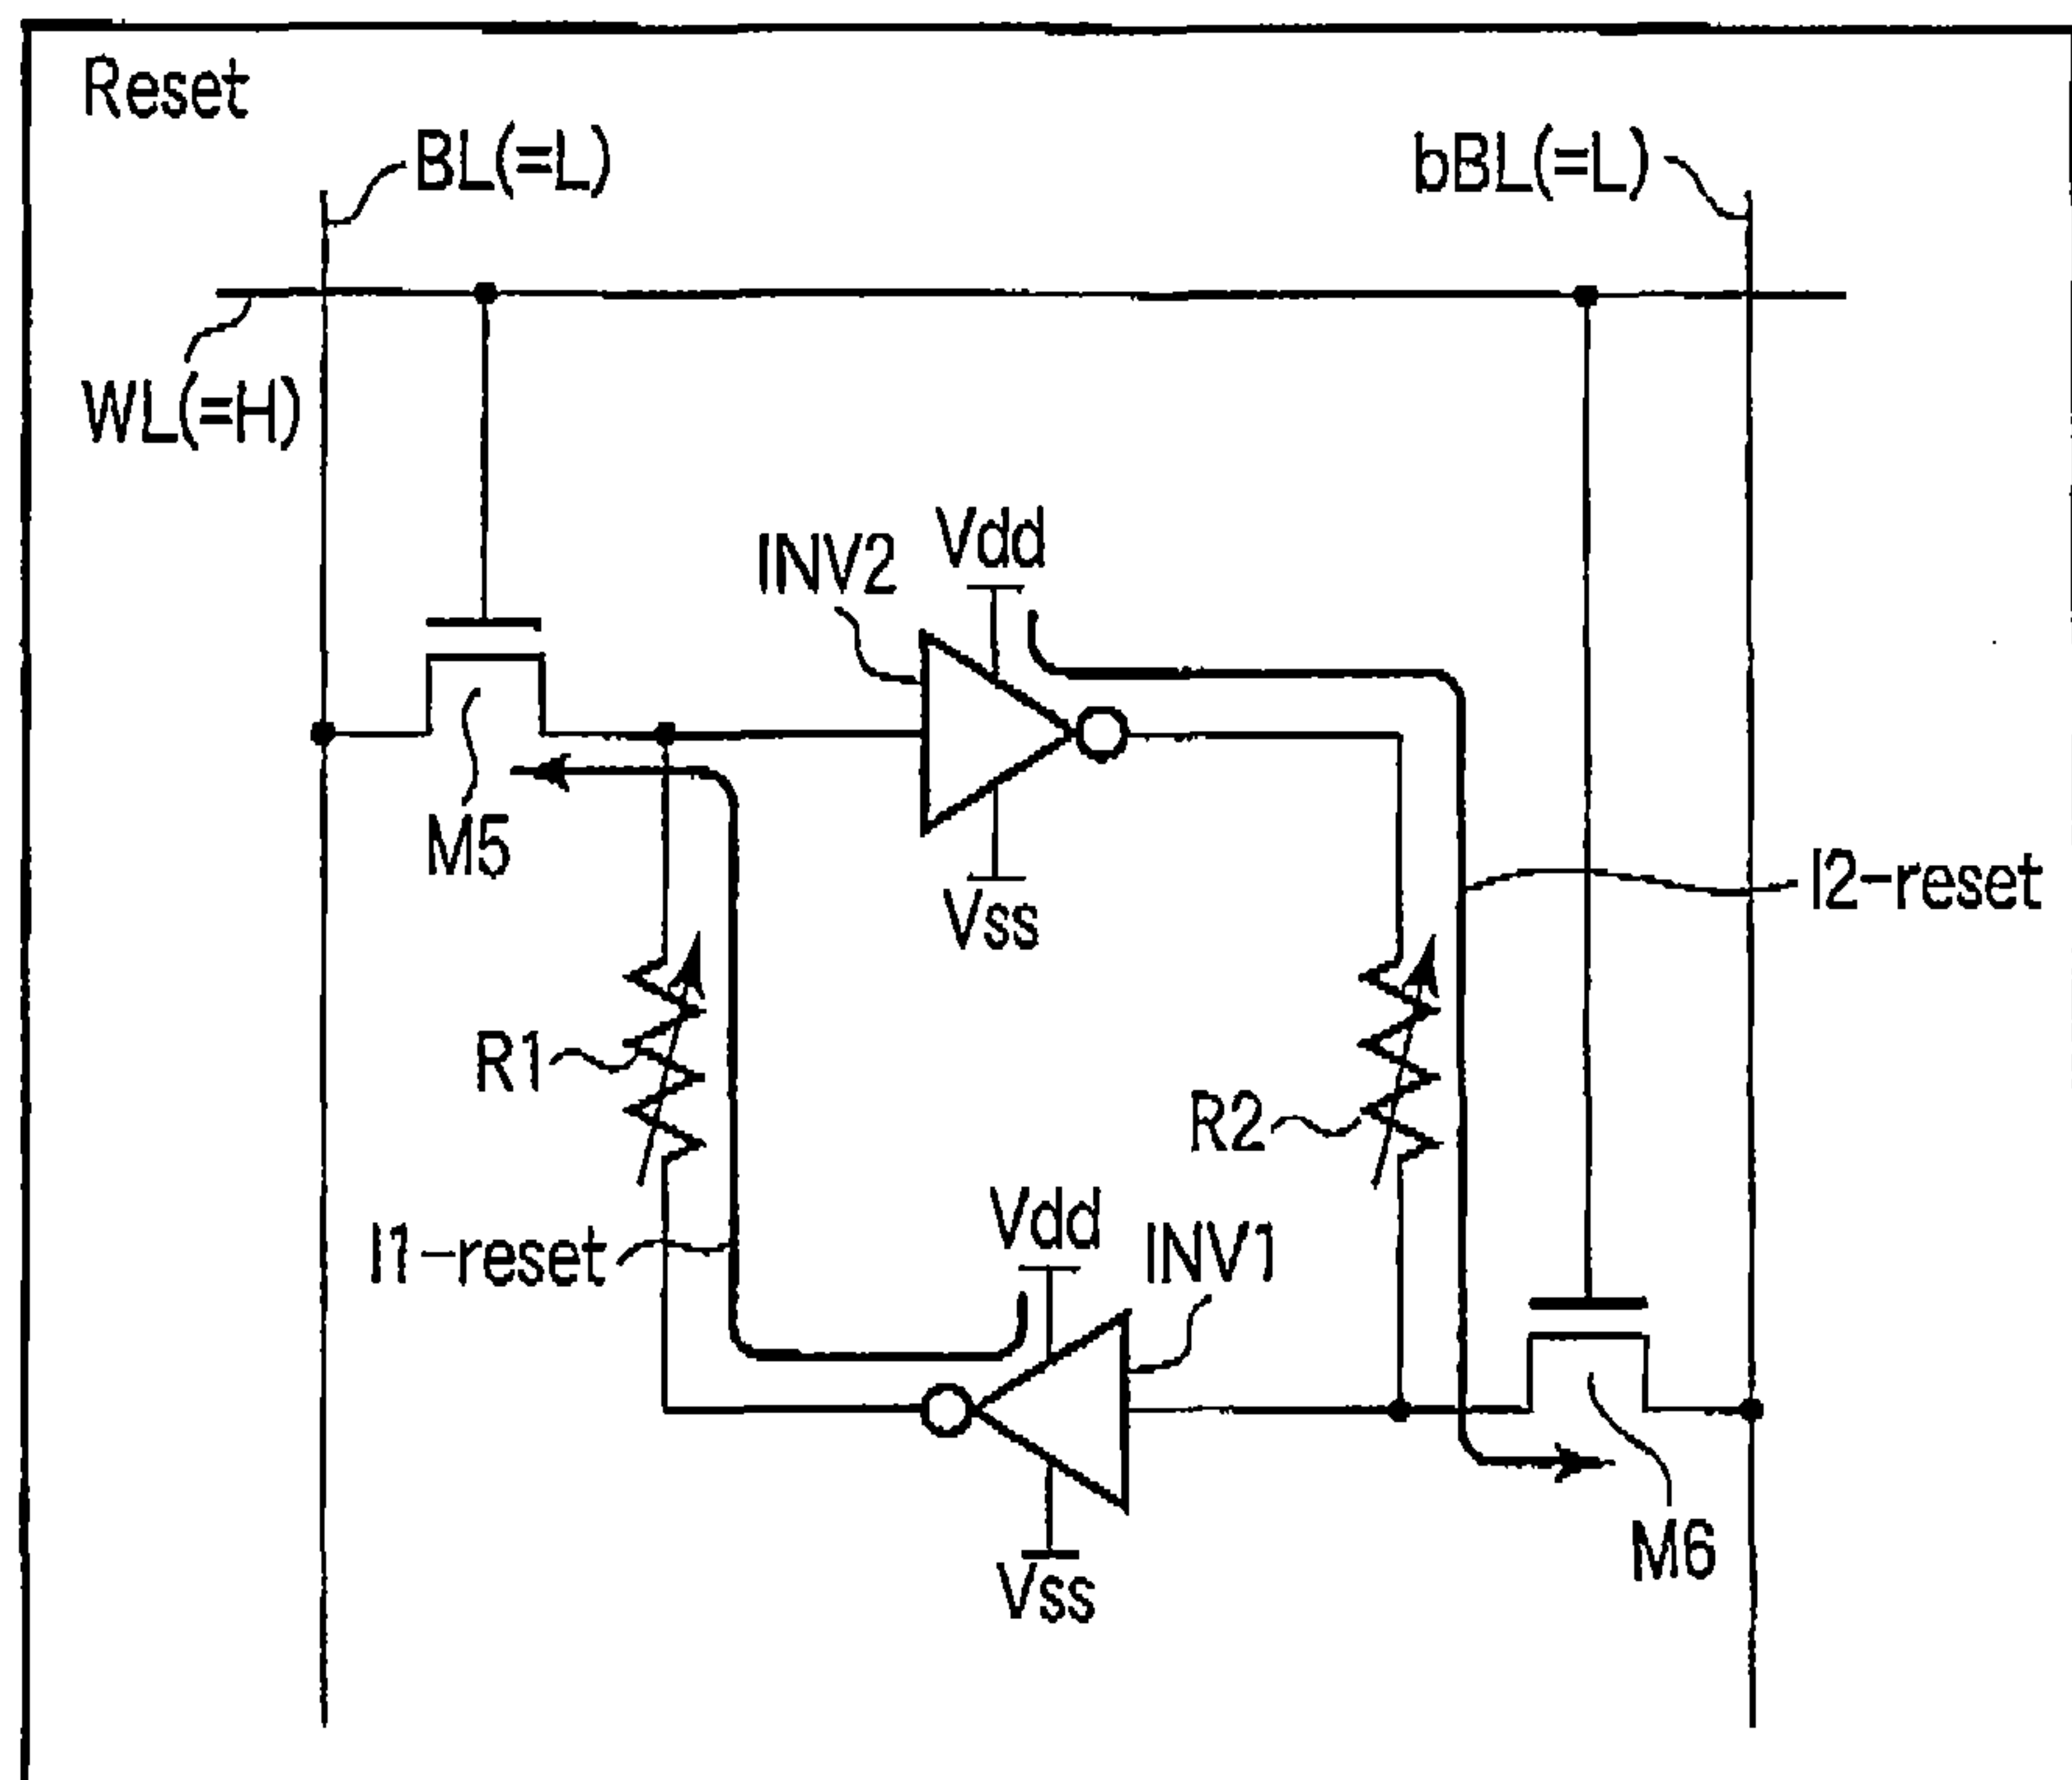 Reset
BL(=L)
bBL(=L)
WL(=H)
INV2
Vdd
M5
Vss
I2-reset
R1
R2
I1-reset
Vdd
INV1
M6
Vss